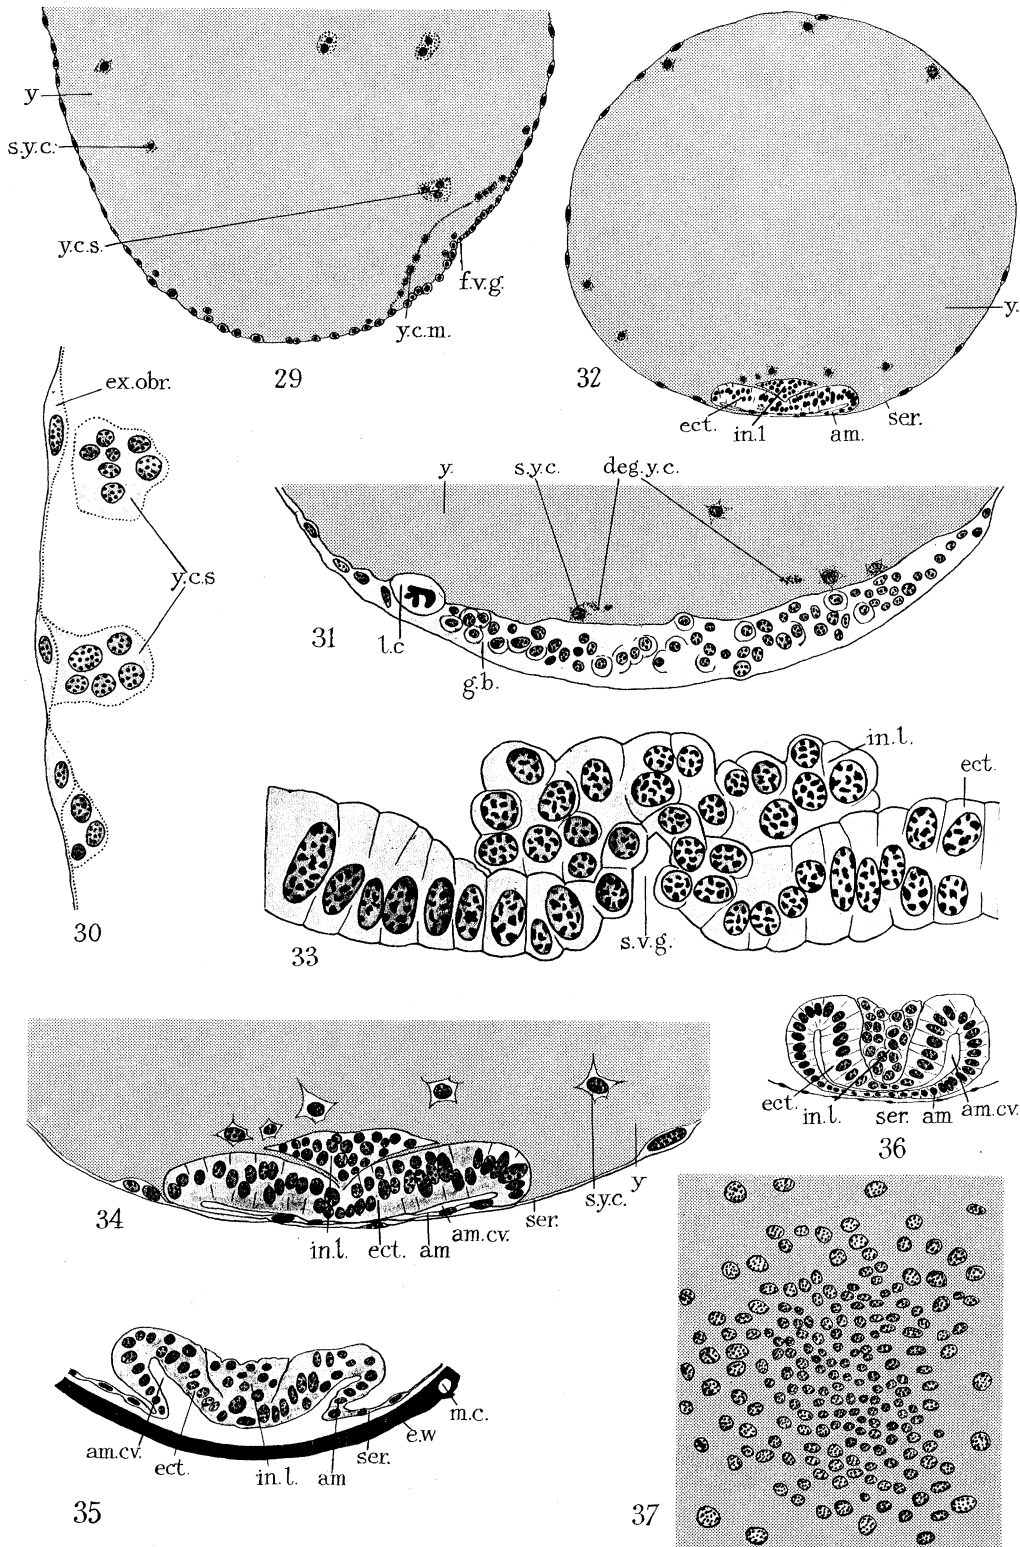 y
s.y.c.
y.c.s.
f.v.g.
y.c.m.
29
y.
ect.
in.l
am.
ser.
32
ex.obr.
y.c.s
30
y.
s.y.c.
deg.y.c.
l.c
g.b.
31
in.l.
ect.
s.v.g.
33
s.y.c.
y
in.l.
ect.
am
am.cv.
ser.
34
ect.
in.l.
ser.
am
am.cv.
36
am.cv.
ect.
in.l.
am
ser.
e.w
m.c.
35
37